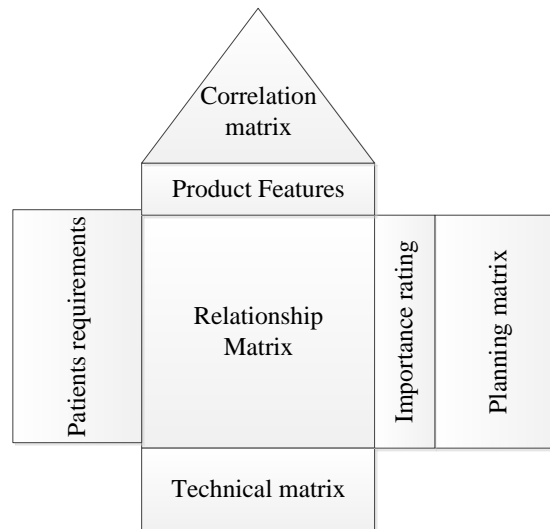 Correlation
matrix
Product Features
Patients requirements
Relationship
Matrix
Importance rating
Planning matrix
Technical matrix